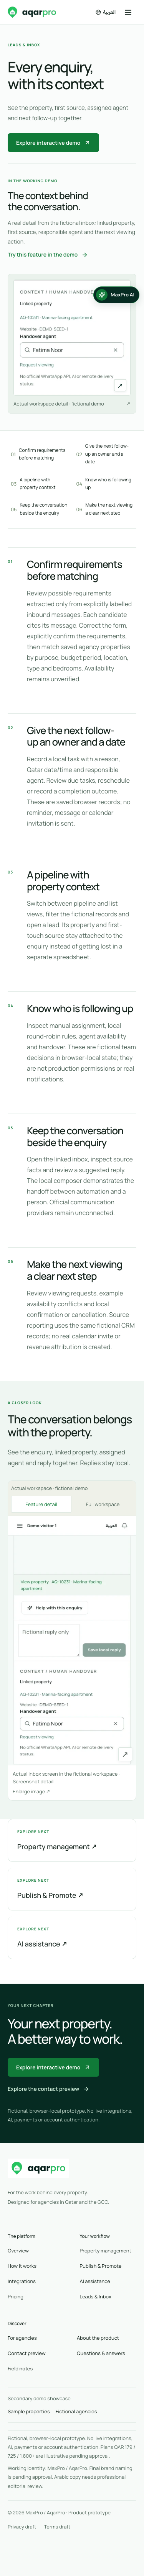 aqarpro
العربية
LEADS & INBOX
Every enquiry,
with its context
See the property, first source, assigned agent
and next follow-up together.
Explore interactive demo
IN THE WORKING DEMO
The context behind
the conversation.
A real detail from the fictional inbox: linked property,
first source, private note and the next viewing
action.
Try this feature in the demo
MaxPro AI
CONTEXT / HUMAN HANDOVER
Linked property
AQ-10231 · Marina-facing apartment
Website · DEMO-SEED-1
Handover agent
Fatima Noor
Request viewing
No official WhatsApp API, AI or remote delivery
status.
Actual workspace detail · fictional demo
01 Confirm requirements
before matching
02 Give the next follow-
up an owner and a
date
03 A pipeline with
property context
04 Know who is following
up
05 Keep the conversation
beside the enquiry
06 Make the next viewing
a clear next step
01
Confirm requirements
before matching
Review possible requirements
extracted only from explicitly labelled
inbound messages. Each candidate
cites its message. Correct the form,
explicitly confirm the requirements,
then match saved agency properties
by purpose, budget period, location,
type and bedrooms. Availability
remains unverified.
02
Give the next follow-
up an owner and a date
Record a local task with a reason,
Qatar date/time and responsible
agent. Review due tasks, reschedule
or record a completion outcome.
These are saved browser records; no
reminder, message or calendar
invitation is sent.
03
A pipeline with
property context
Switch between pipeline and list
views, filter the fictional records and
open a lead. Its property and first-
touch source stay attached to the
enquiry instead of getting lost in a
separate spreadsheet.
04
Know who is following up
Inspect manual assignment, local
round-robin rules, agent availability
and handover. These are fictional team
decisions in browser-local state; they
are not production permissions or real
notifications.
05
Keep the conversation
beside the enquiry
Open the linked inbox, inspect source
facts and review a suggested reply.
The local composer demonstrates the
handoff between automation and a
person. Official communication
providers remain unconnected.
06
Make the next viewing
a clear next step
Review viewing requests, example
availability conflicts and local
confirmation or cancellation. Source
reporting uses the same fictional CRM
records; no real calendar invite or
revenue attribution is created.
A CLOSER LOOK
The conversation belongs
with the property.
See the enquiry, linked property, assigned
agent and reply together. Replies stay local.
Actual workspace · fictional demo
Feature detail
Full workspace
Demo visitor 1
العربية
View property · AQ-10231 · Marina-facing
apartment
Help with this enquiry
Fictional reply only
Save local reply
CONTEXT / HUMAN HANDOVER
Linked property
AQ-10231 · Marina-facing apartment
Website · DEMO-SEED-1
Handover agent
Fatima Noor
Request viewing
No official WhatsApp API, AI or remote delivery
status.
Actual inbox screen in the fictional workspace ·
Screenshot detail
Enlarge image
EXPLORE NEXT
Property management
EXPLORE NEXT
Publish & Promote
EXPLORE NEXT
AI assistance
YOUR NEXT CHAPTER
Your next property.
A better way to work.
Explore interactive demo
Explore the contact preview
Fictional, browser-local prototype. No live integrations,
AI, payments or account authentication.
aqarpro
For the work behind every property.
Designed for agencies in Qatar and the GCC.
The platform
Overview
How it works
Integrations
Pricing
Your workflow
Property management
Publish & Promote
AI assistance
Leads & Inbox
Discover
For agencies
About the product
Contact preview
Questions & answers
Field notes
Secondary demo showcase
Sample properties
Fictional agencies
Fictional, browser-local prototype. No live integrations,
AI, payments or account authentication. Plans QAR 179 /
725 / 1,800+ are illustrative pending approval.
Working identity: MaxPro / AqarPro. Final brand naming
is pending approval. Arabic copy needs professional
editorial review.
© 2026 MaxPro / AqarPro · Product prototype
Privacy draft
Terms draft